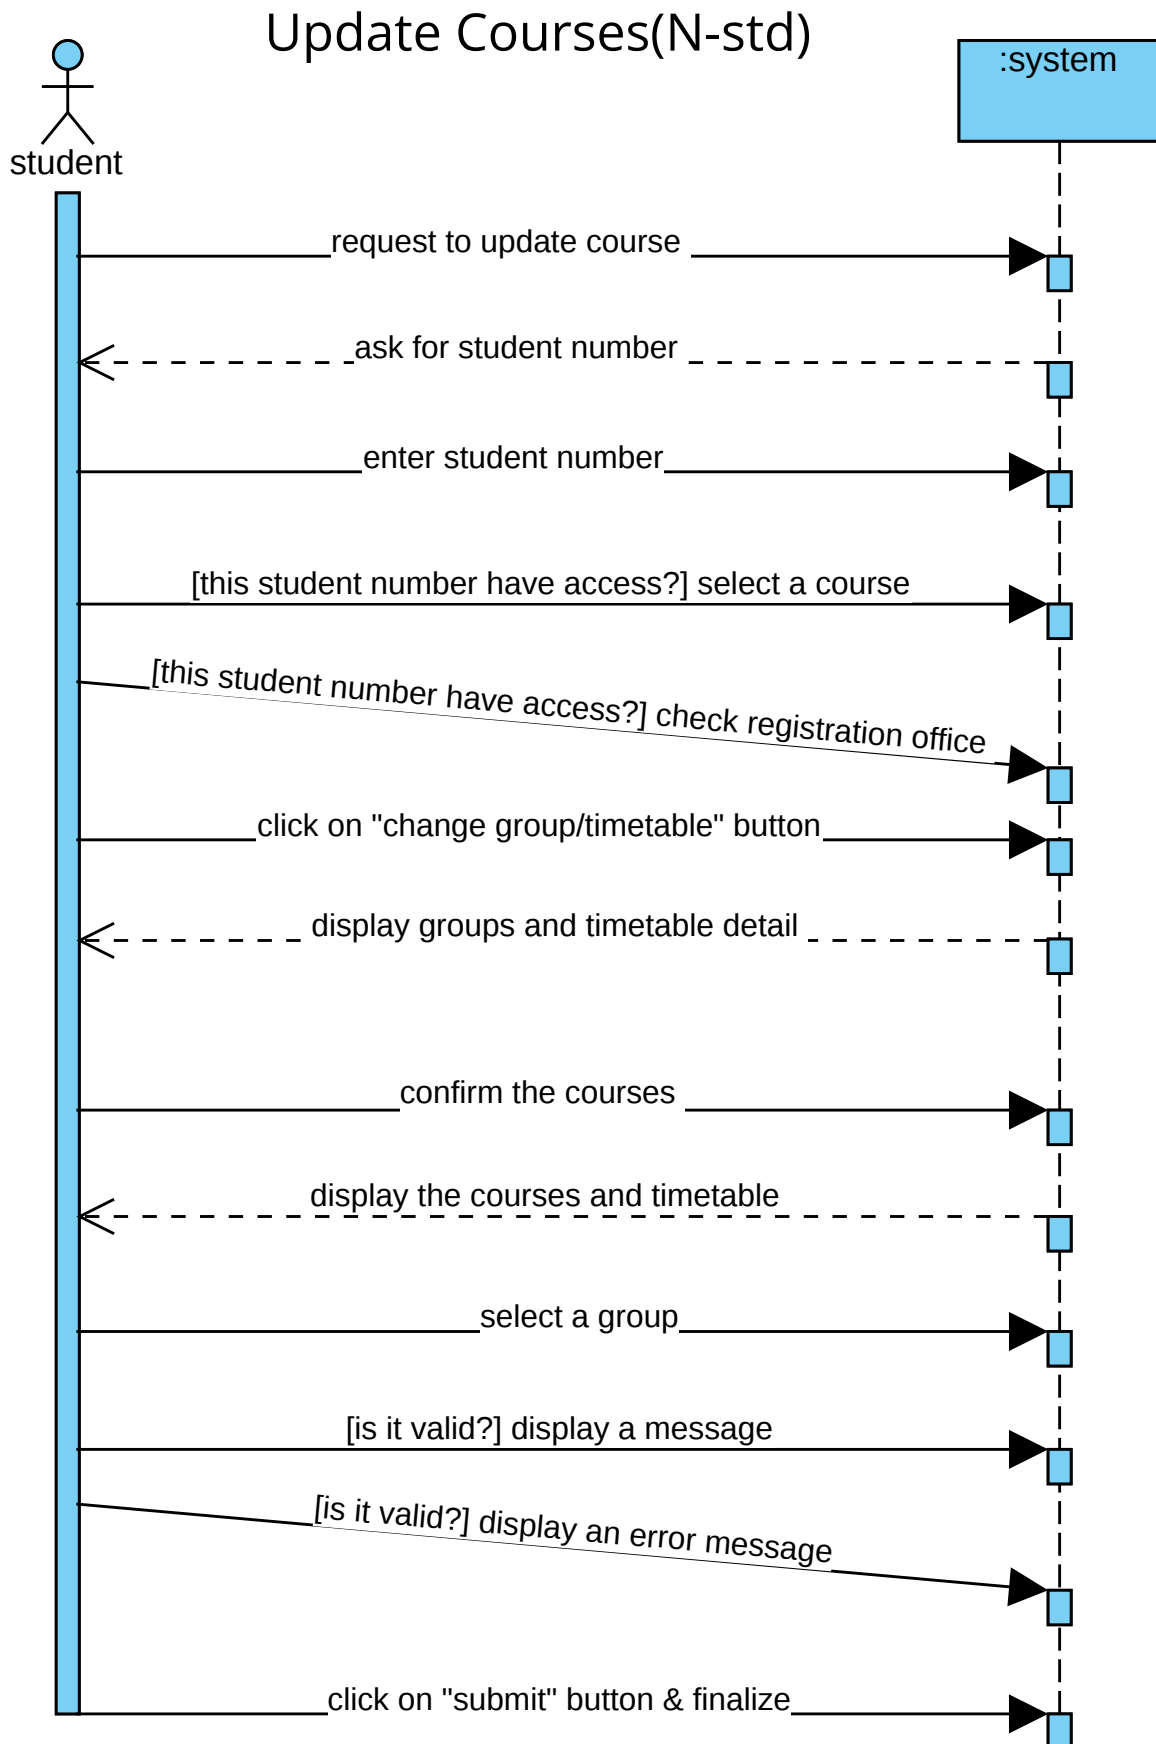 Update Courses(N-std)
:system
student
request to update course
ask for student number
enter student number
[this student number have access?] select a course
[this student number have access?] check registration office
click on "change group/timetable" button
display groups and timetable detail
confirm the courses
display the courses and timetable
select a group
[is it valid?] display a message
[is it valid?] display an error message
click on "submit" button & finalize